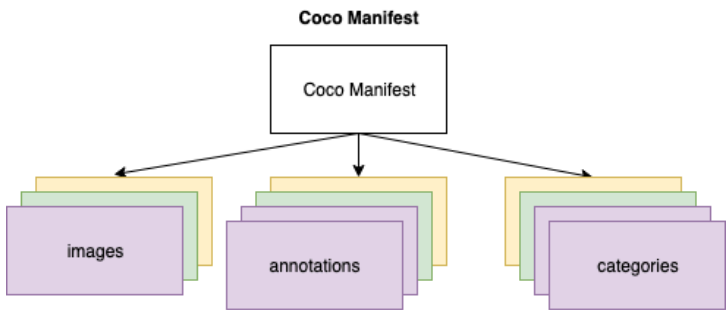 Coco Manifest
Coco Manifest
images
annotations
categories